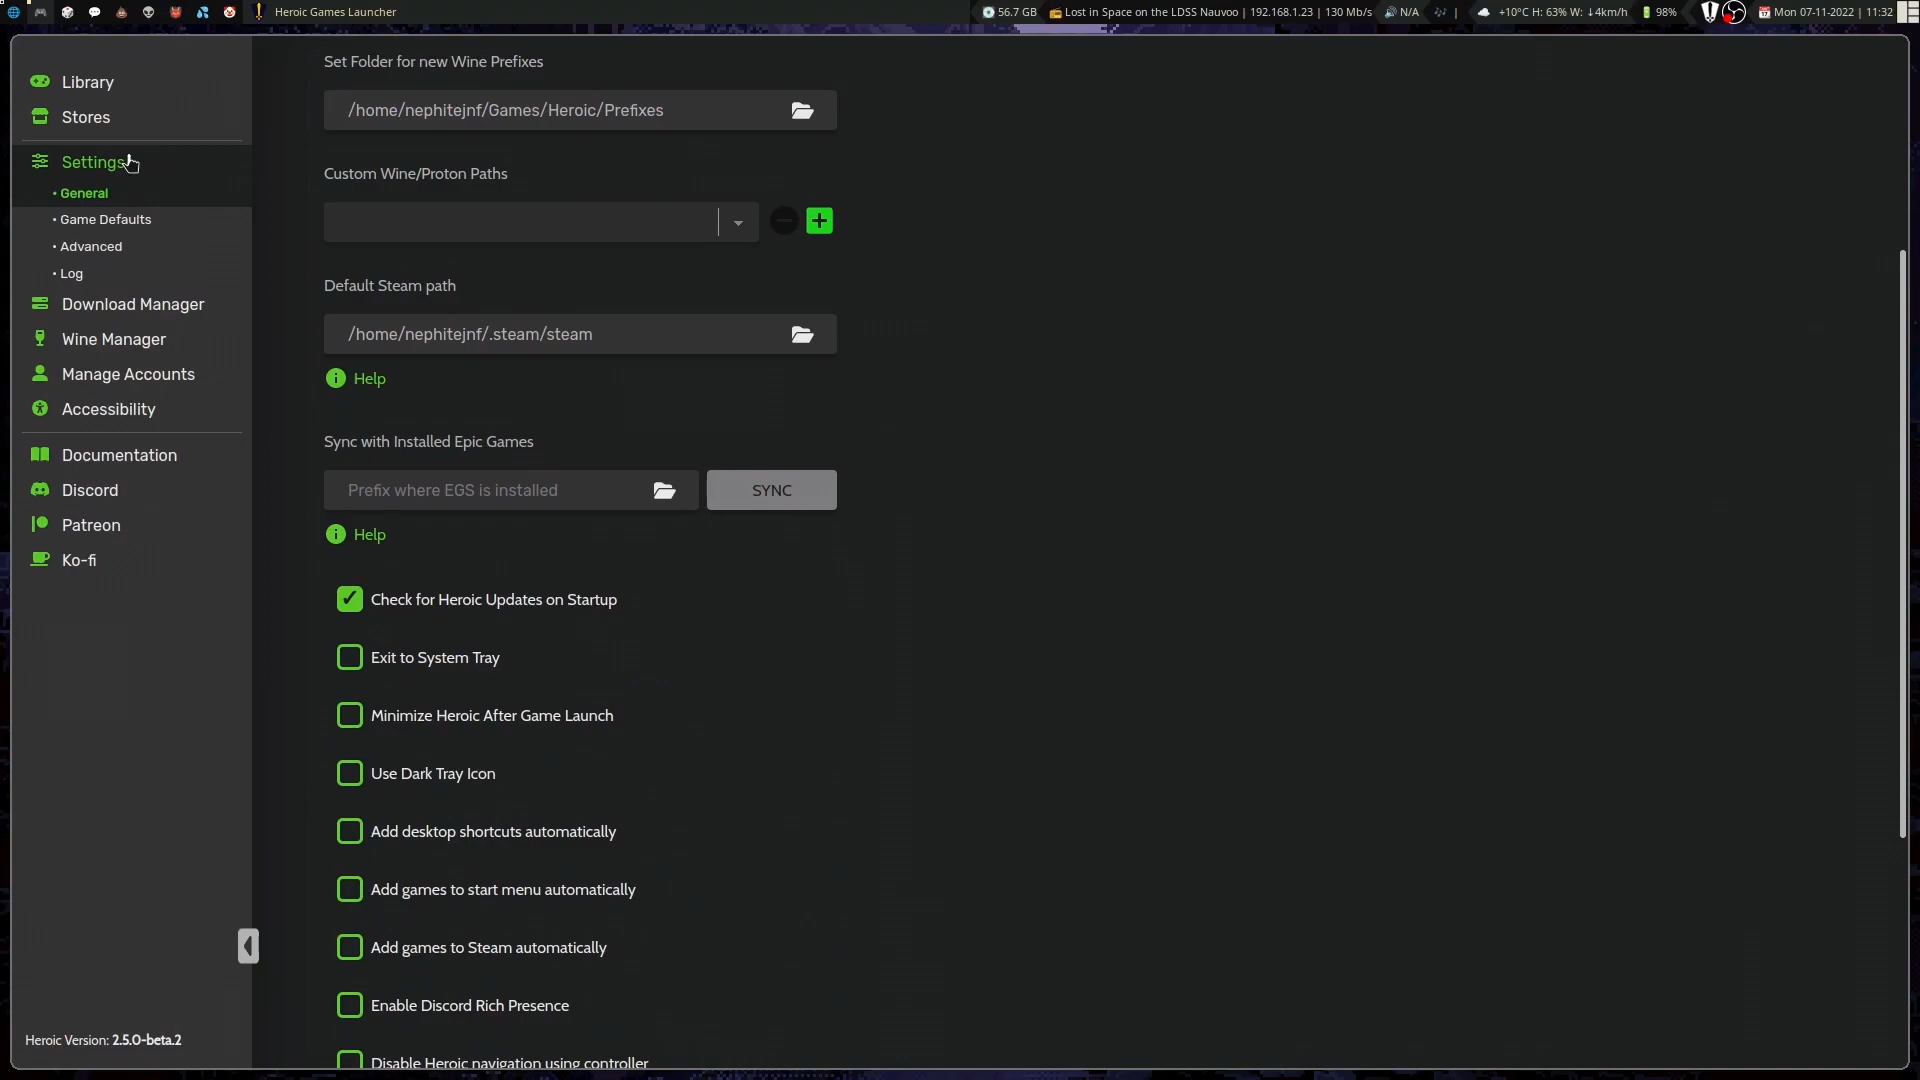 Heroic Games Launcher
56.7 GB
Lost in Space on the LDSS Nauvoo | 192.168.1.23 | 130 Mb/s
N/A
|
+10°C H: 63% W: ↓4km/h
98%
Mon 07-11-2022 | 11:32
Library
Stores
Settings
• General
• Game Defaults
• Advanced
• Log
Download Manager
Wine Manager
Manage Accounts
Accessibility
Documentation
Discord
Patreon
Ko-fi
Heroic Version: 2.5.0-beta.2
Set Folder for new Wine Prefixes
/home/nephitejnf/Games/Heroic/Prefixes
Custom Wine/Proton Paths
Default Steam path
/home/nephitejnf/.steam/steam
Help
Sync with Installed Epic Games
Prefix where EGS is installed
SYNC
Help
Check for Heroic Updates on Startup
Exit to System Tray
Minimize Heroic After Game Launch
Use Dark Tray Icon
Add desktop shortcuts automatically
Add games to start menu automatically
Add games to Steam automatically
Enable Discord Rich Presence
Disable Heroic navigation using controller